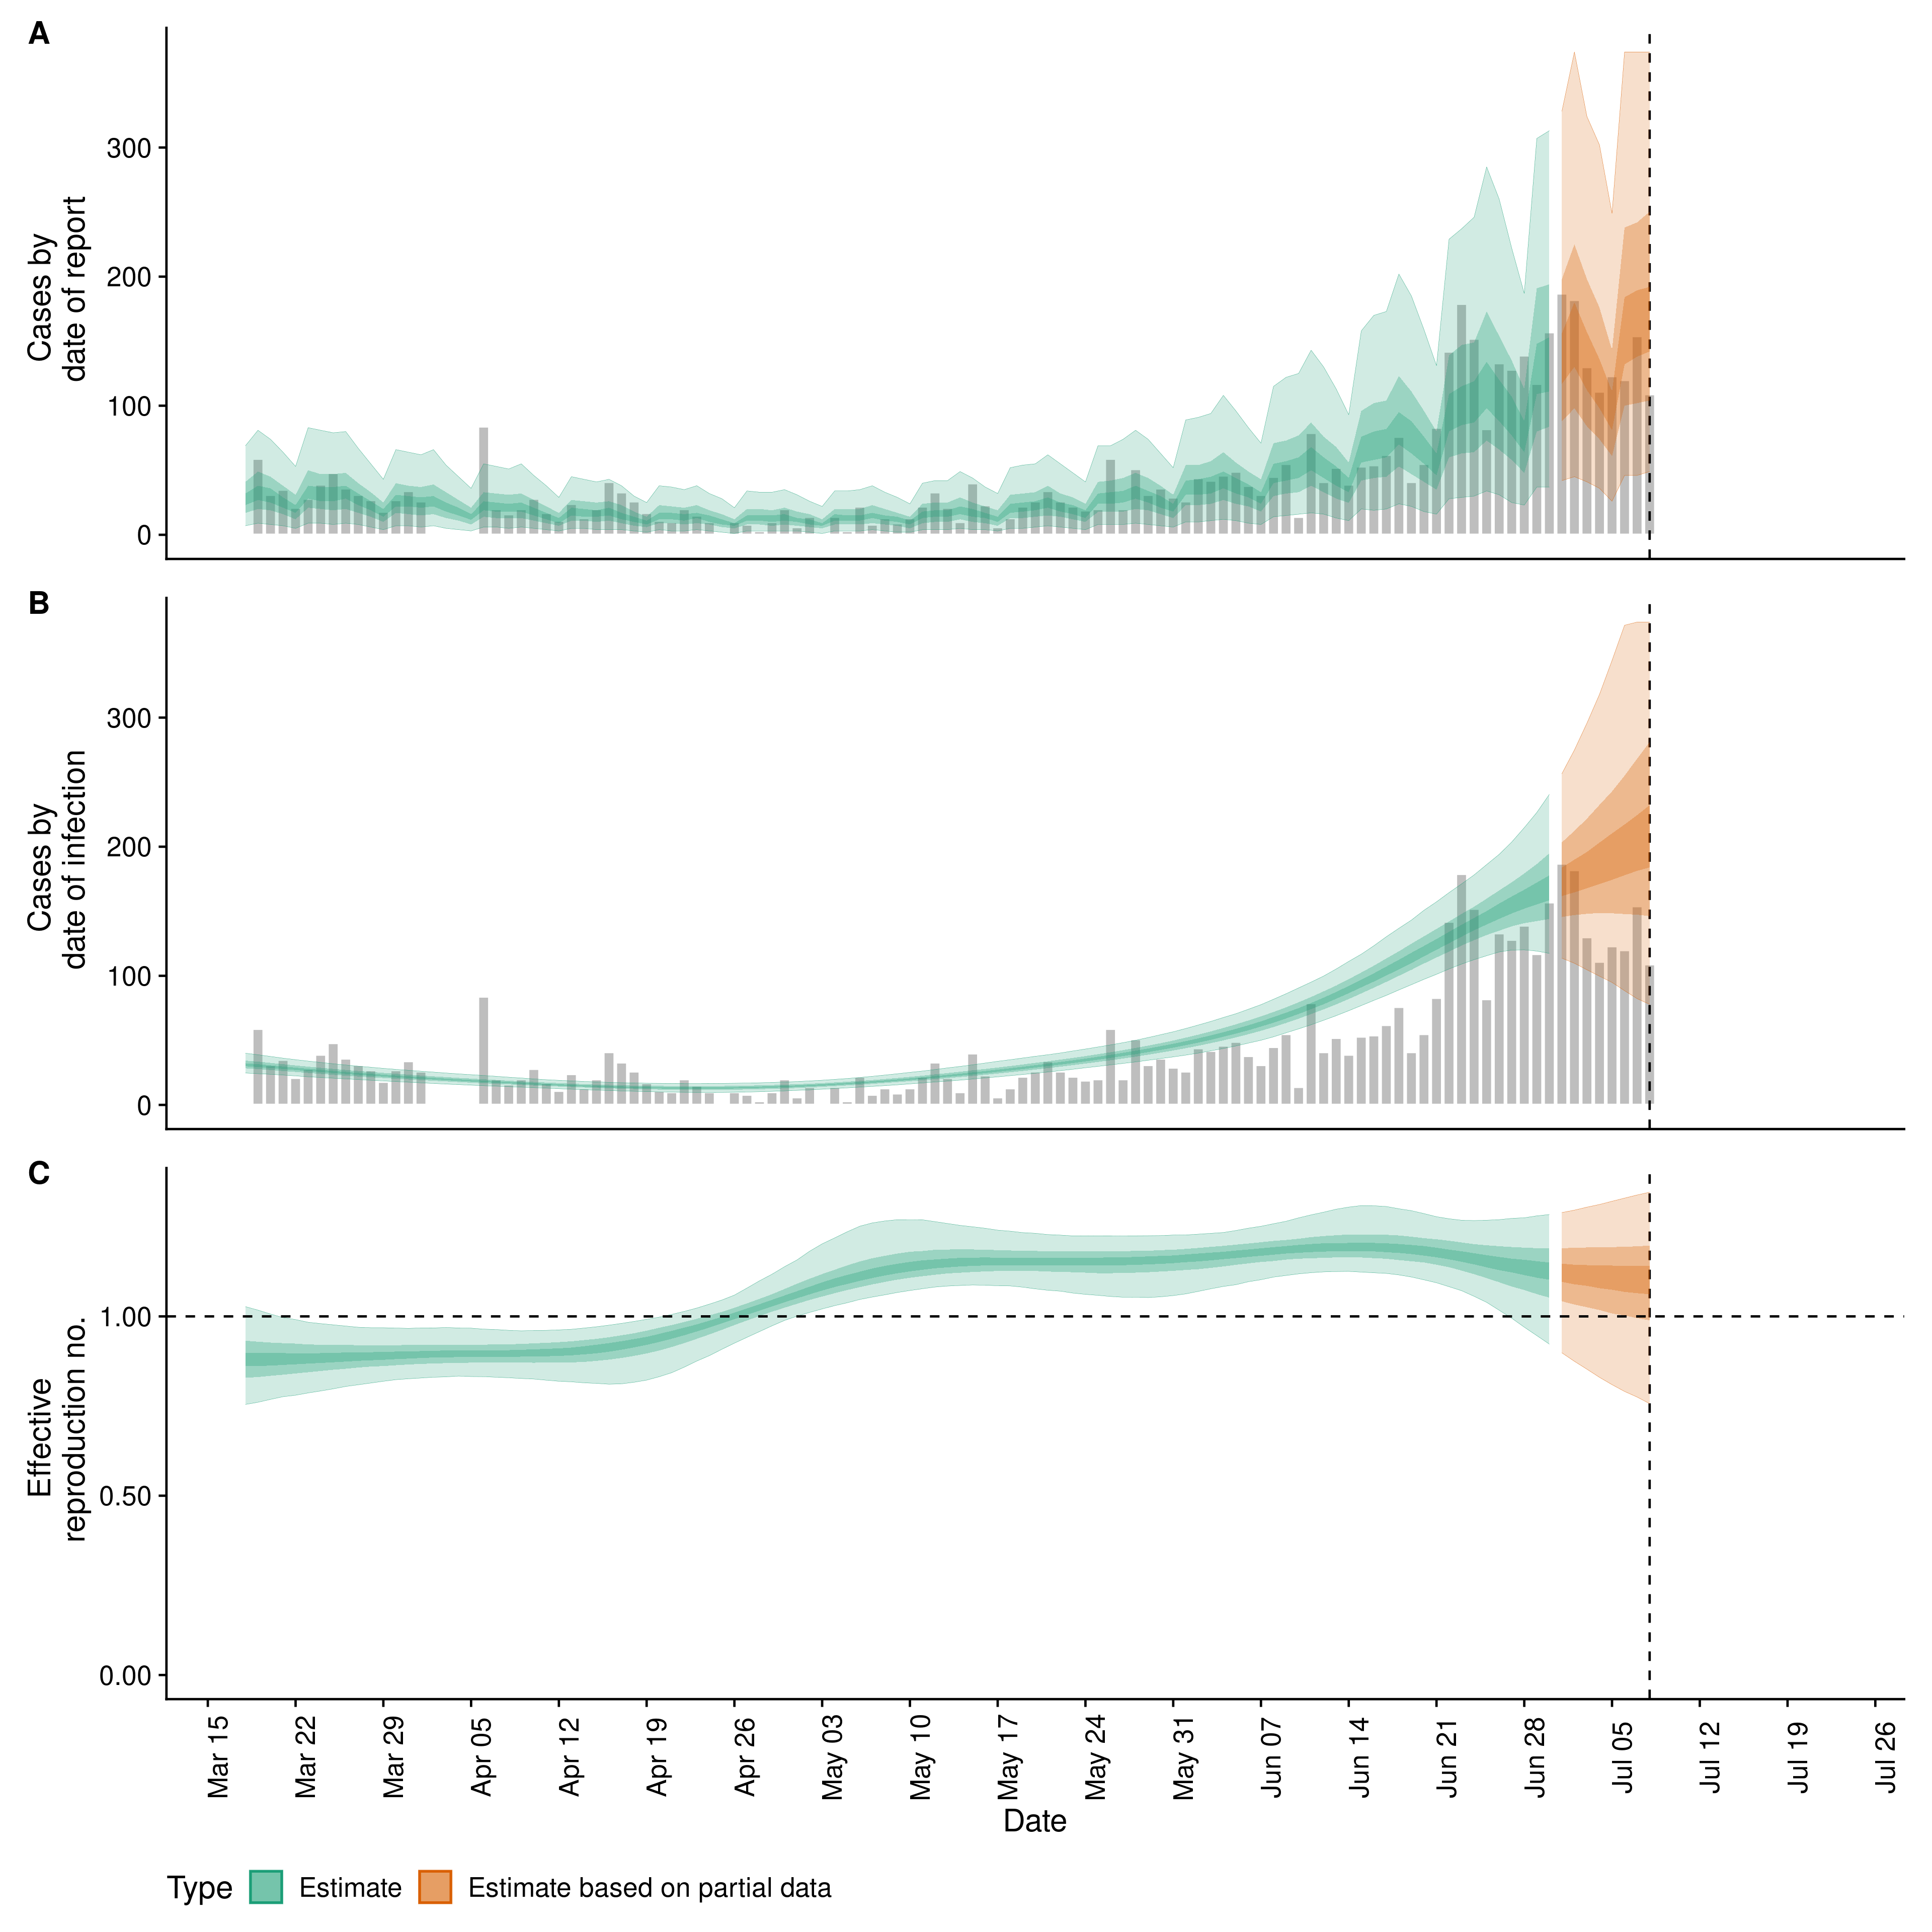 A
Cases by
date of report
300
200
100
0
B
Cases by
date of infection
300
200
100
0
C
Effective
reproduction no.
1.00
0.50
0.00
Mar 15
Mar 22
Mar 29
Apr 05
Apr 12
Apr 19
Apr 26
May 03
May 10
May 17
May 24
May 31
Jun 07
Jun 14
Jun 21
Jun 28
Jul 05
Jul 12
Jul 19
Jul 26
Date
Type Estimate Estimate based on partial data